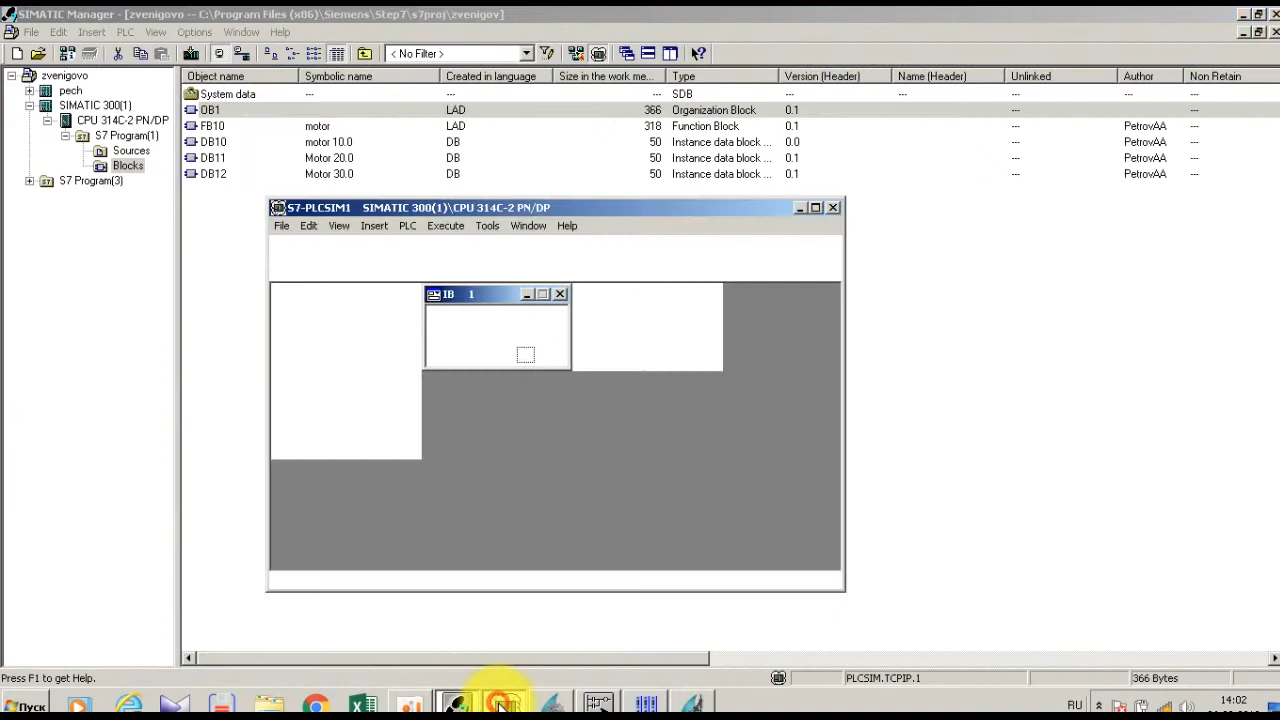 SIMATIC Manager - [zvenigovo -- C:\Program Files (x86)\Siemens\Step7\s7proj\zvenigov]
File Edit Insert PLC View Options Window Help
< No Filter >
zvenigovo
pech
SIMATIC 300(1)
CPU 314C-2 PN/DP
S7 Program(1)
Sources
Blocks
S7 Program(3)
Object name Symbolic name Created in language Size in the work me... Type Version (Header) Name (Header) Unlinked Author Non Retain
System data --- --- --- SDB --- --- --- --- ---
OB1 LAD 366 Organization Block 0.1 --- ---
FB10 motor LAD 318 Function Block 0.1 --- PetrovAA ---
DB10 motor 10.0 DB 50 Instance data block ... 0.0 --- PetrovAA ---
DB11 Motor 20.0 DB 50 Instance data block ... 0.1 --- PetrovAA ---
DB12 Motor 30.0 DB 50 Instance data block ... 0.1 --- PetrovAA ---
S7-PLCSIM1 SIMATIC 300(1)\CPU 314C-2 PN/DP
File Edit View Insert PLC Execute Tools Window Help
IB 1
Press F1 to get Help.
PLCSIM.TCPIP.1
366 Bytes
Пуск
RU
14:02